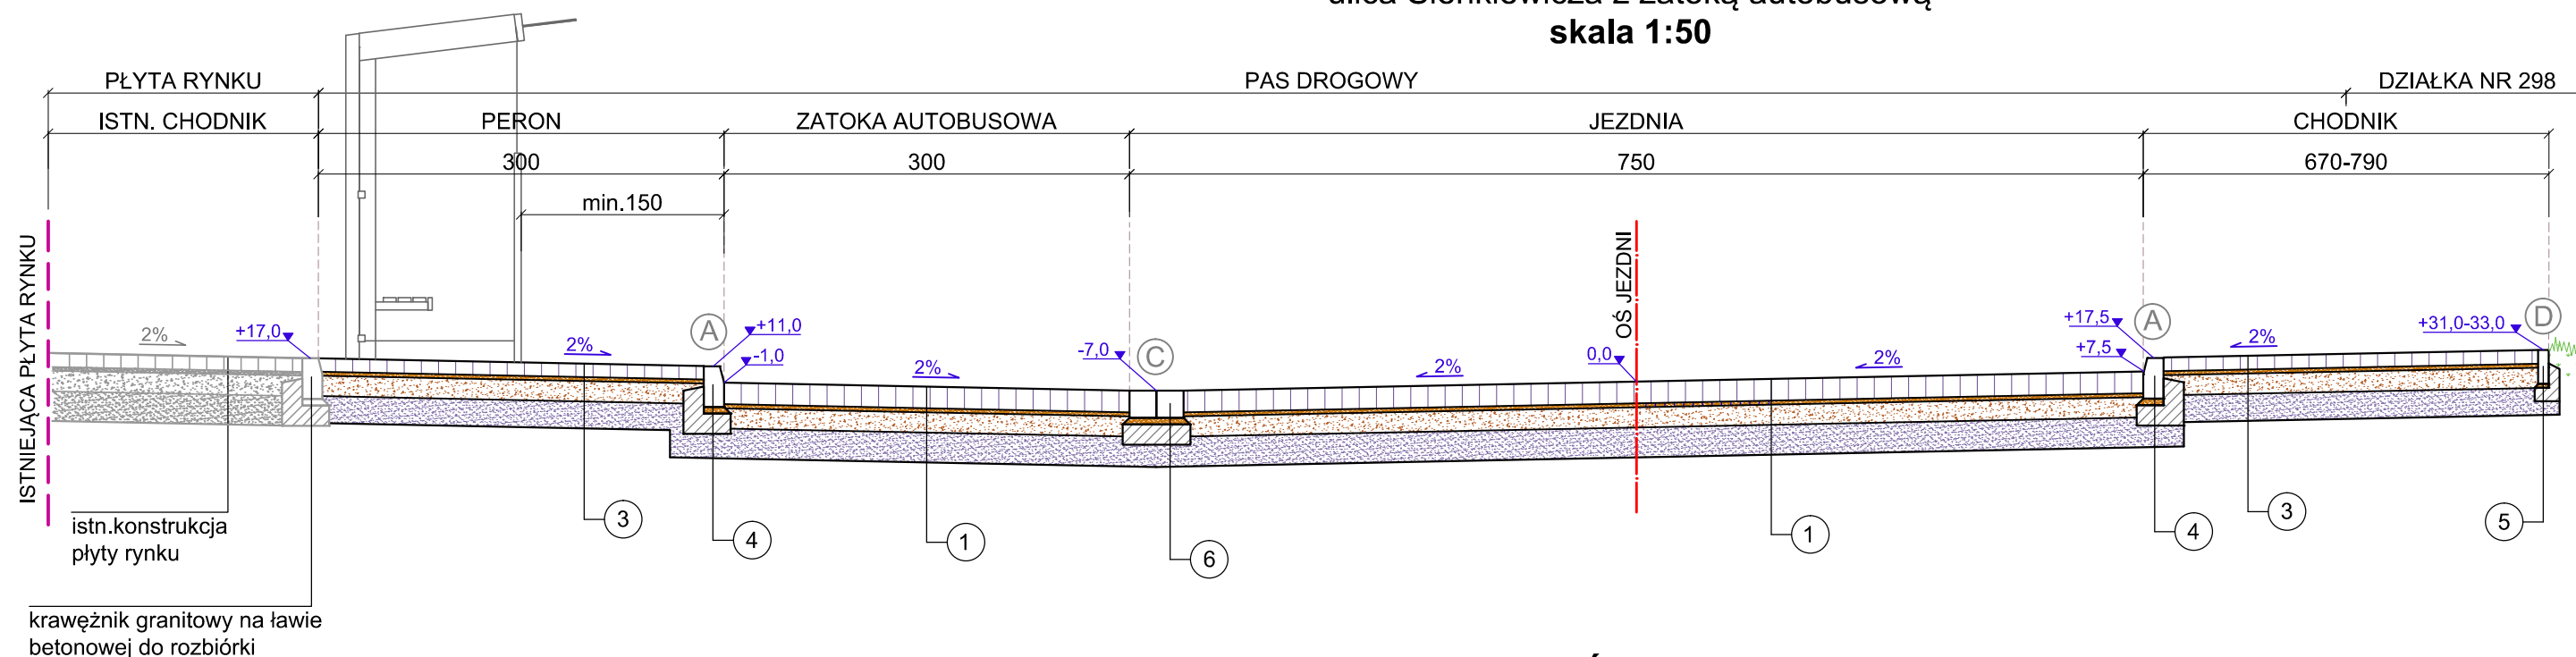 skala 1:50
PŁYTA RYNKU
PAS DROGOWY
DZIAŁKA NR 298
ISTN. CHODNIK
PERON
ZATOKA AUTOBUSOWA
JEZDNIA
CHODNIK
300
300
750
670-790
min.150
ISTNIEJĄCA PŁYTA RYNKU
OŚ JEZDNI
2%
+17,0
2%
A
+11,0
-1,0
2%
-7,0
C
2%
0,0
2%
+17,5
+7,5
A
2%
+31,0-33,0
D
istn.konstrukcja
płyty rynku
3
4
1
6
1
4
3
5
krawężnik granitowy na ławie
betonowej do rozbiórki